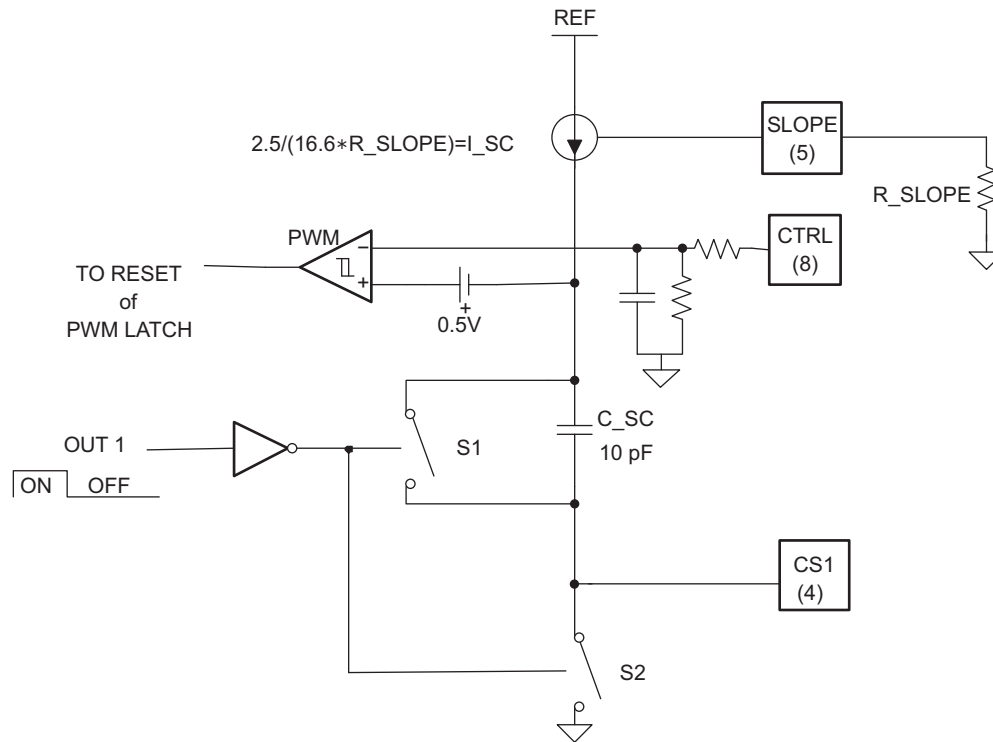 REF
2.5/(16.6*R_SLOPE)=I_SC
SLOPE
(5)
R_SLOPE
PWM
−
+
CTRL
(8)
TO RESET
of
PWM LATCH
+
0.5V
C_SC
10 pF
OUT 1
S1
ON
OFF
CS1
(4)
S2